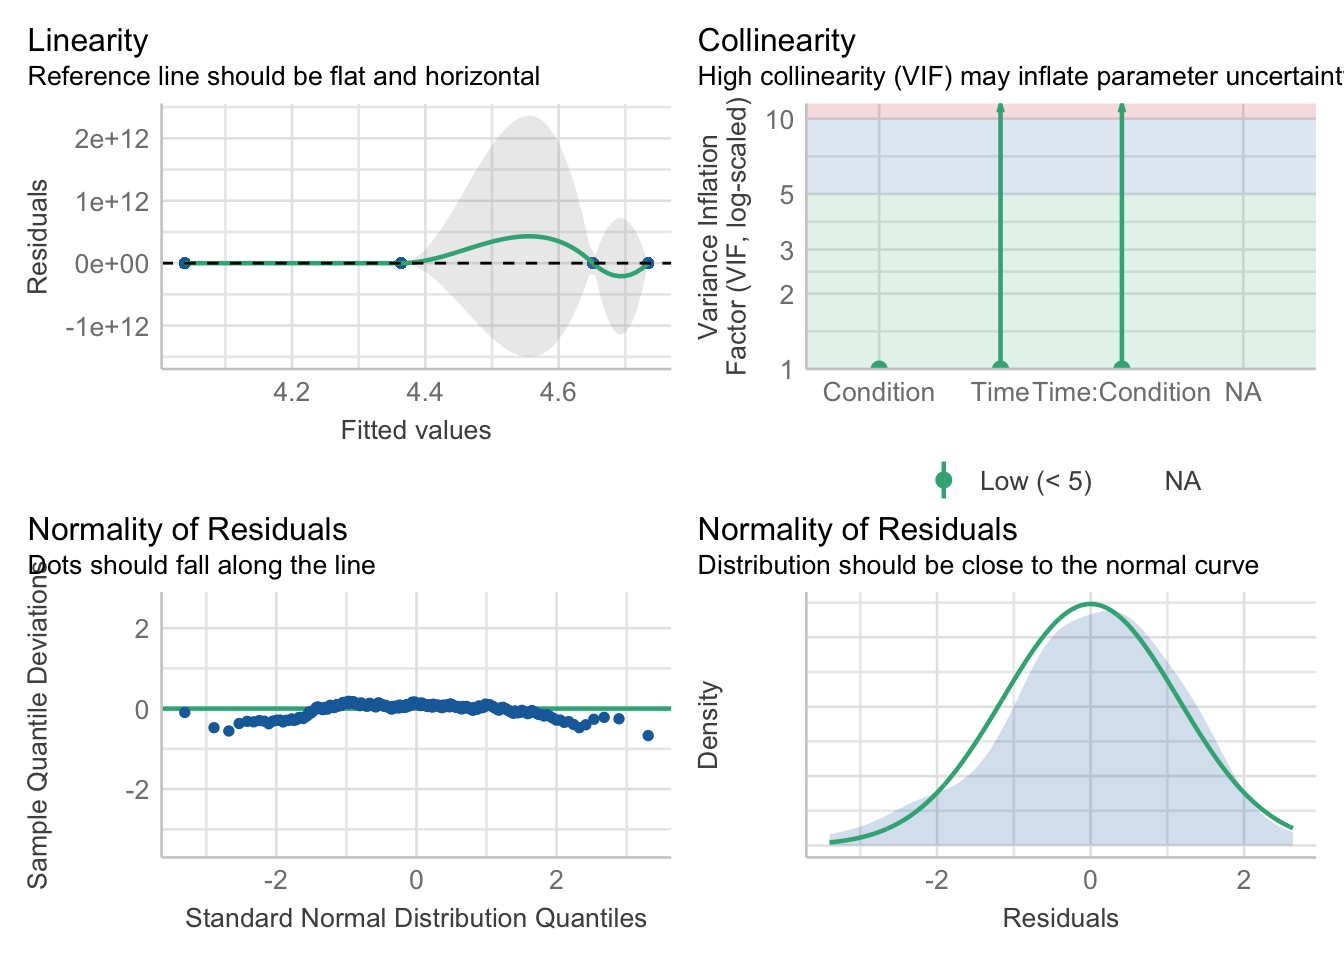 Linearity
Reference line should be flat and horizontal
Residuals
2e+12
1e+12
0e+00
-1e+12
4.2 4.4 4.6
Fitted values
Collinearity
High collinearity (VIF) may inflate parameter uncertaint
Variance Inflation
Factor (VIF, log-scaled)
10
5
3
2
1
Condition Time Time:Condition NA
Low (< 5) NA
Normality of Residuals
Dots should fall along the line
Sample Quantile Deviations
2
0
-2
-2 0 2
Standard Normal Distribution Quantiles
Normality of Residuals
Distribution should be close to the normal curve
Density
-2 0 2
Residuals